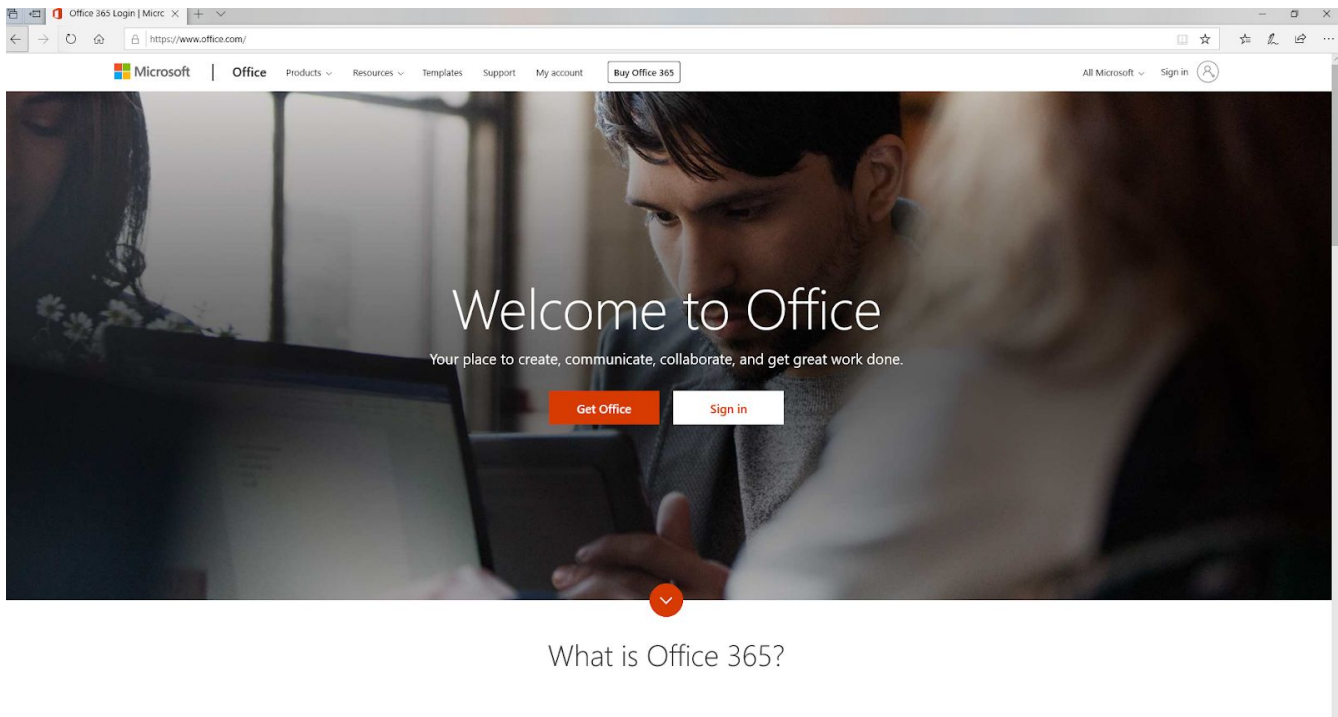 Office 365 Login | Micrc
https://www.office.com/
Microsoft Office Products Resources Templates Support My account Buy Office 365 All Microsoft Sign in
Welcome to Office
Your place to create, communicate, collaborate, and get great work done.
Get Office Sign in
What is Office 365?